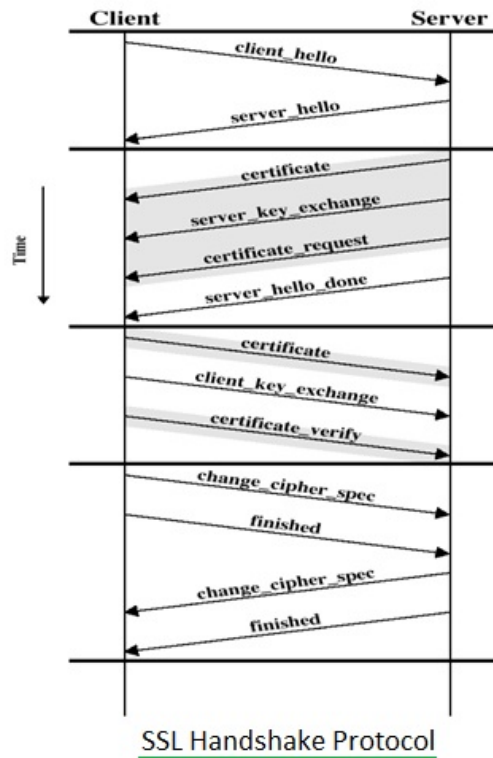 Client Server
client_hello
server_hello
certificate
server_key_exchange
certificate_request
server_hello_done
Time
certificate
client_key_exchange
certificate_verify
change_cipher_spec
finished
change_cipher_spec
finished
SSL Handshake Protocol